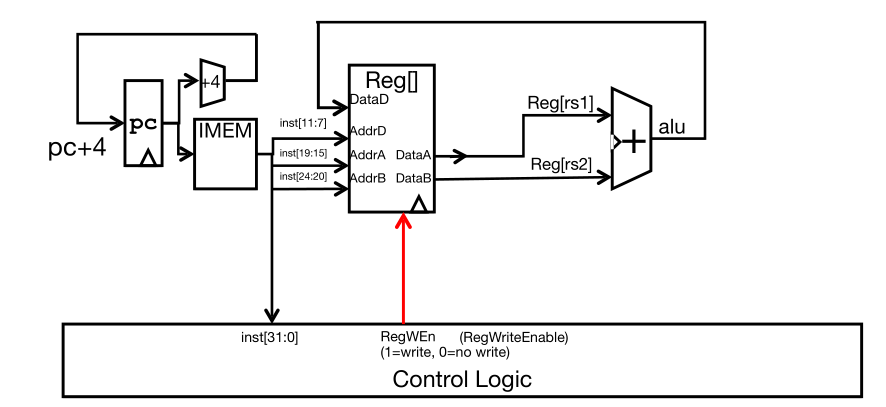 +4
pc
pc+4
IMEM
inst[11:7]
inst[19:15]
inst[24:20]
Reg[]
DataD
AddrD
AddrA
DataA
AddrB
DataB
Reg[rs1]
Reg[rs2]
+
alu
inst[31:0]
RegWEn (RegWriteEnable)
(1=write, 0=no write)
Control Logic